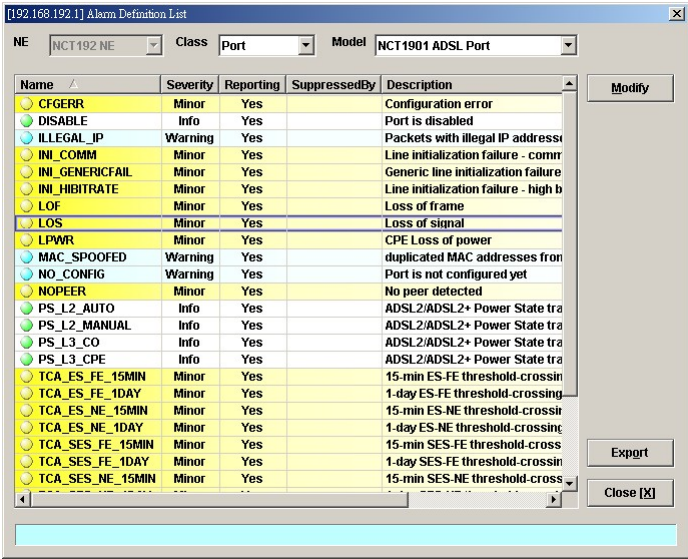 [192.168.192.1] Alarm Definition List
NE NCT192 NE Class Port Model NCT1901 ADSL Port
Name Severity Reporting SuppressedBy Description
Modify
CFGERR Minor Yes Configuration error
DISABLE Info Yes Port is disabled
ILLEGAL_IP Warning Yes Packets with illegal IP address
INI_COMM Minor Yes Line initialization failure - comm
INI_GENERICFAIL Minor Yes Generic line initialization failure
INI_HIBITRATE Minor Yes Line initialization failure - high b
LOF Minor Yes Loss of frame
LOS Minor Yes Loss of signal
LPWR Minor Yes CPE Loss of power
MAC_SPOOFED Warning Yes duplicated MAC addresses from
NO_CONFIG Warning Yes Port is not configured yet
NOPEER Minor Yes No peer detected
PS_L2_AUTO Info Yes ADSL2/ADSL2+ Power State tra
PS_L2_MANUAL Info Yes ADSL2/ADSL2+ Power State tra
PS_L3_CO Info Yes ADSL2/ADSL2+ Power State tra
PS_L3_CPE Info Yes ADSL2/ADSL2+ Power State tra
TCA_ES_FE_15MIN Minor Yes 15-min ES-FE threshold-crossin
TCA_ES_FE_1DAY Minor Yes 1-day ES-FE threshold-crossing
TCA_ES_NE_15MIN Minor Yes 15-min ES-NE threshold-crossin
TCA_ES_NE_1DAY Minor Yes 1-day ES-NE threshold-crossing
TCA_SES_FE_15MIN Minor Yes 15-min SES-FE threshold-cross
TCA_SES_FE_1DAY Minor Yes 1-day SES-FE threshold-crossin
TCA_SES_NE_15MIN Minor Yes 15-min SES-NE threshold-cross
Export
Close [X]